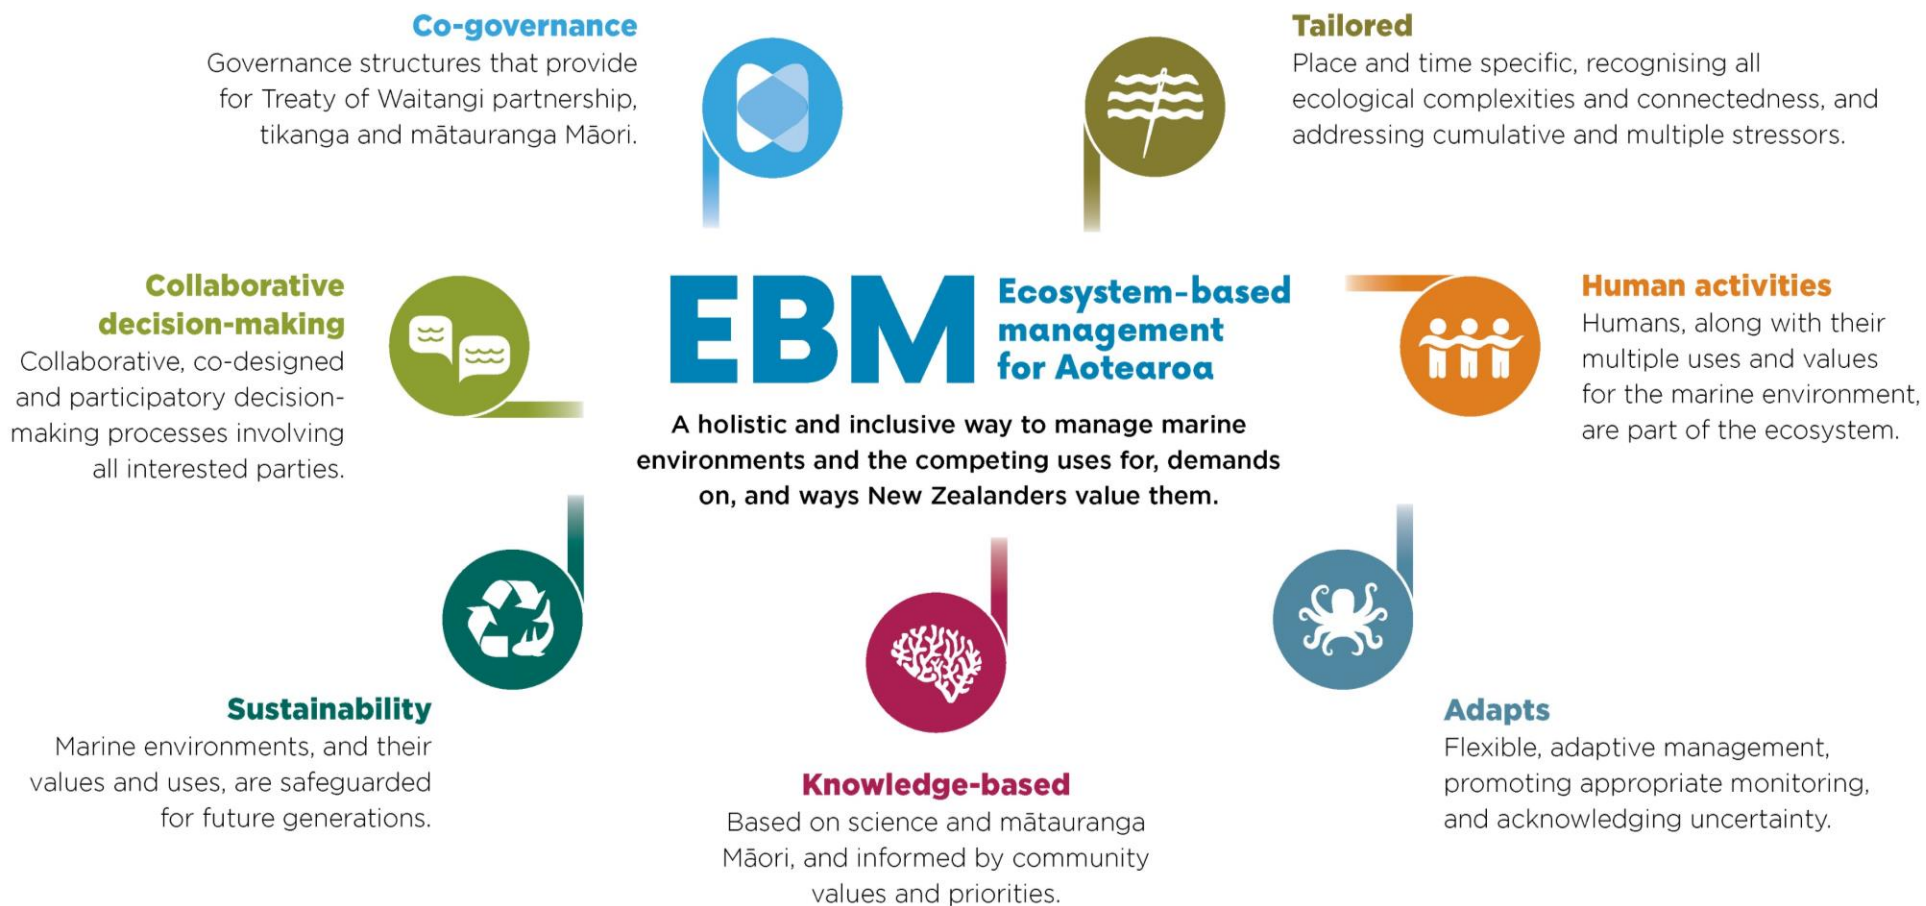 Co-governance
Governance structures that provide
for Treaty of Waitangi partnership,
tikanga and mātauranga Māori.
Tailored
Place and time specific, recognising all
ecological complexities and connectedness, and
addressing cumulative and multiple stressors.
Collaborative
decision-making
Collaborative, co-designed
and participatory decision-
making processes involving
all interested parties.
EBM
Ecosystem-based
management
for Aotearoa
A holistic and inclusive way to manage marine
environments and the competing uses for, demands
on, and ways New Zealanders value them.
Human activities
Humans, along with their
multiple uses and values
for the marine environment,
are part of the ecosystem.
Sustainability
Marine environments, and their
values and uses, are safeguarded
for future generations.
Knowledge-based
Based on science and mātauranga
Māori, and informed by community
values and priorities.
Adapts
Flexible, adaptive management,
promoting appropriate monitoring,
and acknowledging uncertainty.